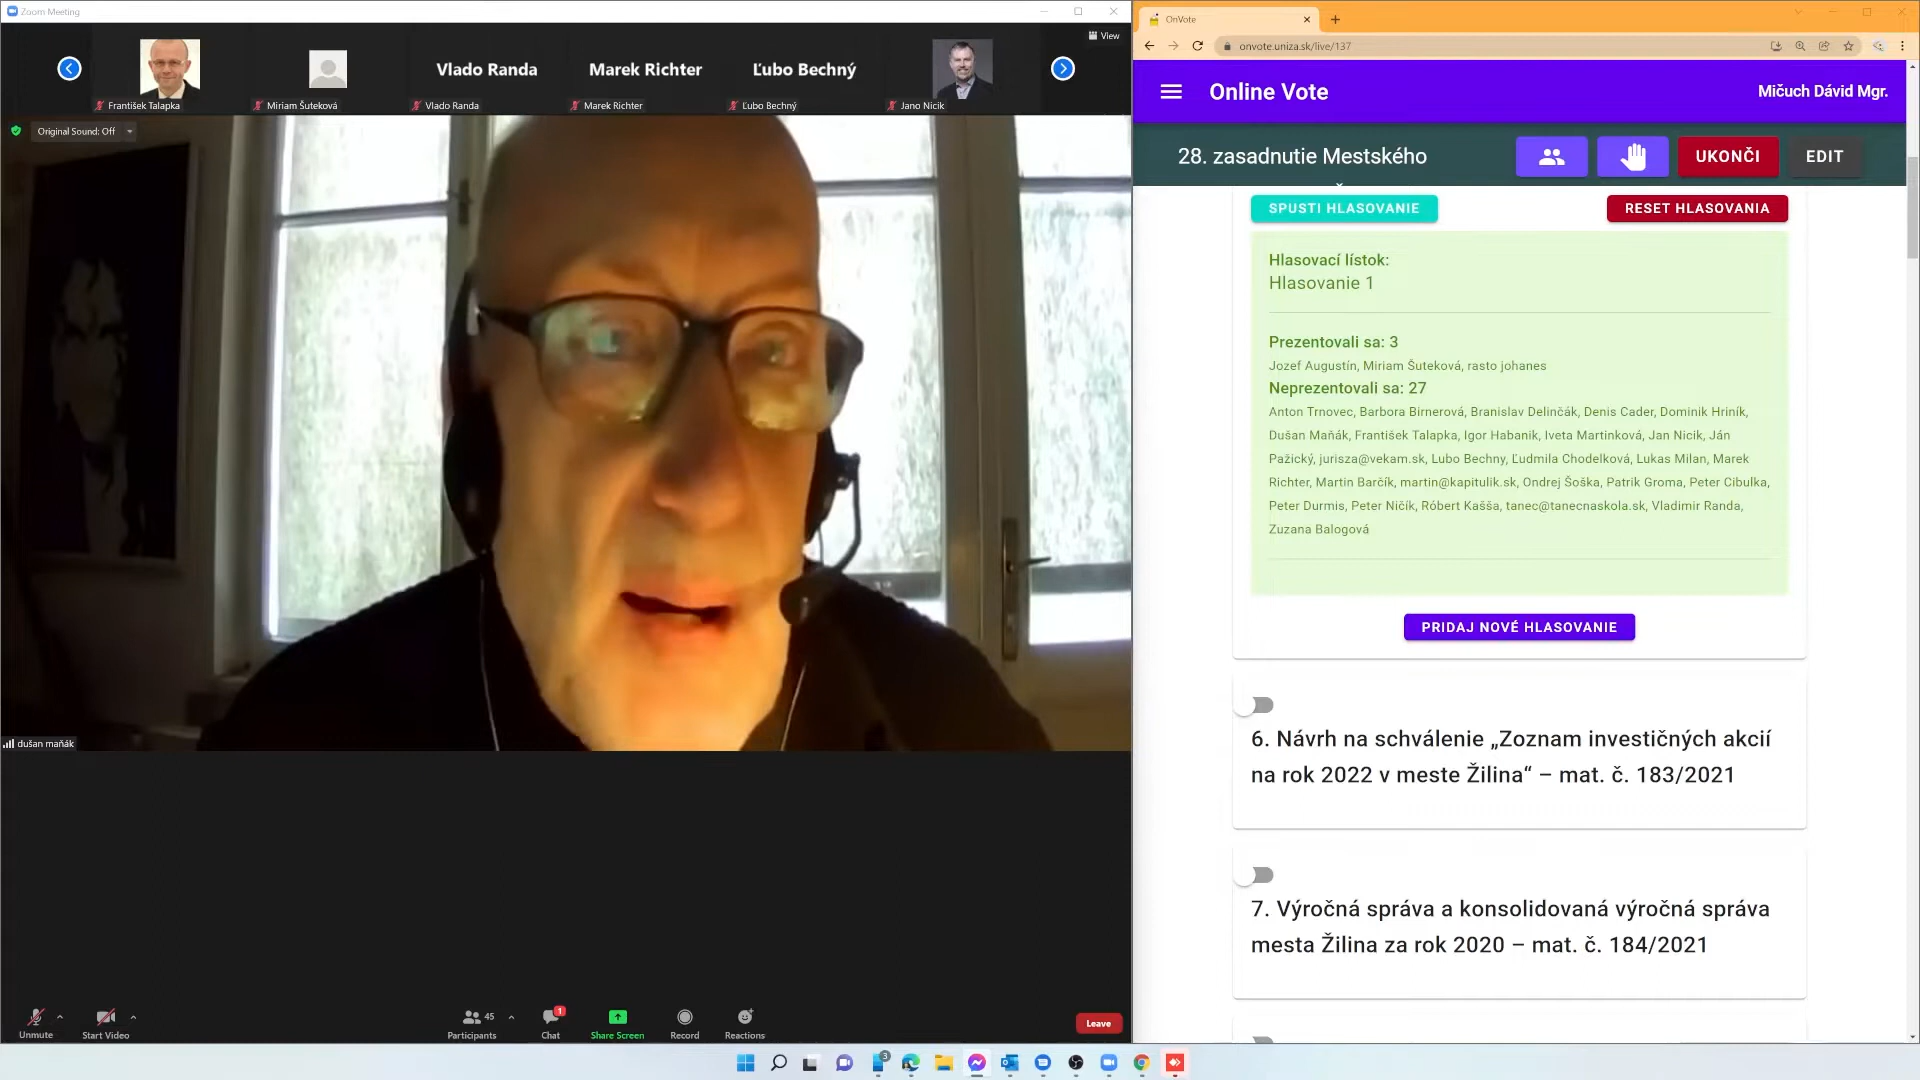 Zoom Meeting
View
Vlado Randa
Marek Richter
Ľubo Bechný
František Talapka
Miriam Šuteková
Vlado Randa
Marek Richter
Ľubo Bechný
Jano Nicík
Original Sound: Off
dušan maňák
Unmute
Start Video
45
Participants
1
Chat
Share Screen
Record
Reactions
Leave
OnVote
onvote.uniza.sk/live/137
Online Vote
Mičuch Dávid Mgr.
28. zasadnutie Mestského
UKONČI
EDIT
SPUSTI HLASOVANIE
RESET HLASOVANIA
Hlasovací lístok:
Hlasovanie 1
Prezentovali sa: 3
Jozef Augustín, Miriam Šuteková, rasto johanes
Neprezentovali sa: 27
Anton Trnovec, Barbora Birnerová, Branislav Delinčák, Denis Cader, Dominik Hriník,
Dušan Maňák, František Talapka, Igor Habanik, Iveta Martinková, Jan Nicik, Ján
Pažický, jurisza@vekam.sk, Lubo Bechny, Ľudmila Chodelková, Lukas Milan, Marek
Richter, Martin Barčík, martin@kapitulik.sk, Ondrej Šoška, Patrik Groma, Peter Cibulka,
Peter Durmis, Peter Ničík, Róbert Kašša, tanec@tanecnaskola.sk, Vladimir Randa,
Zuzana Balogová
PRIDAJ NOVÉ HLASOVANIE
6. Návrh na schválenie „Zoznam investičných akcií
na rok 2022 v meste Žilina“ – mat. č. 183/2021
7. Výročná správa a konsolidovaná výročná správa
mesta Žilina za rok 2020 – mat. č. 184/2021
3